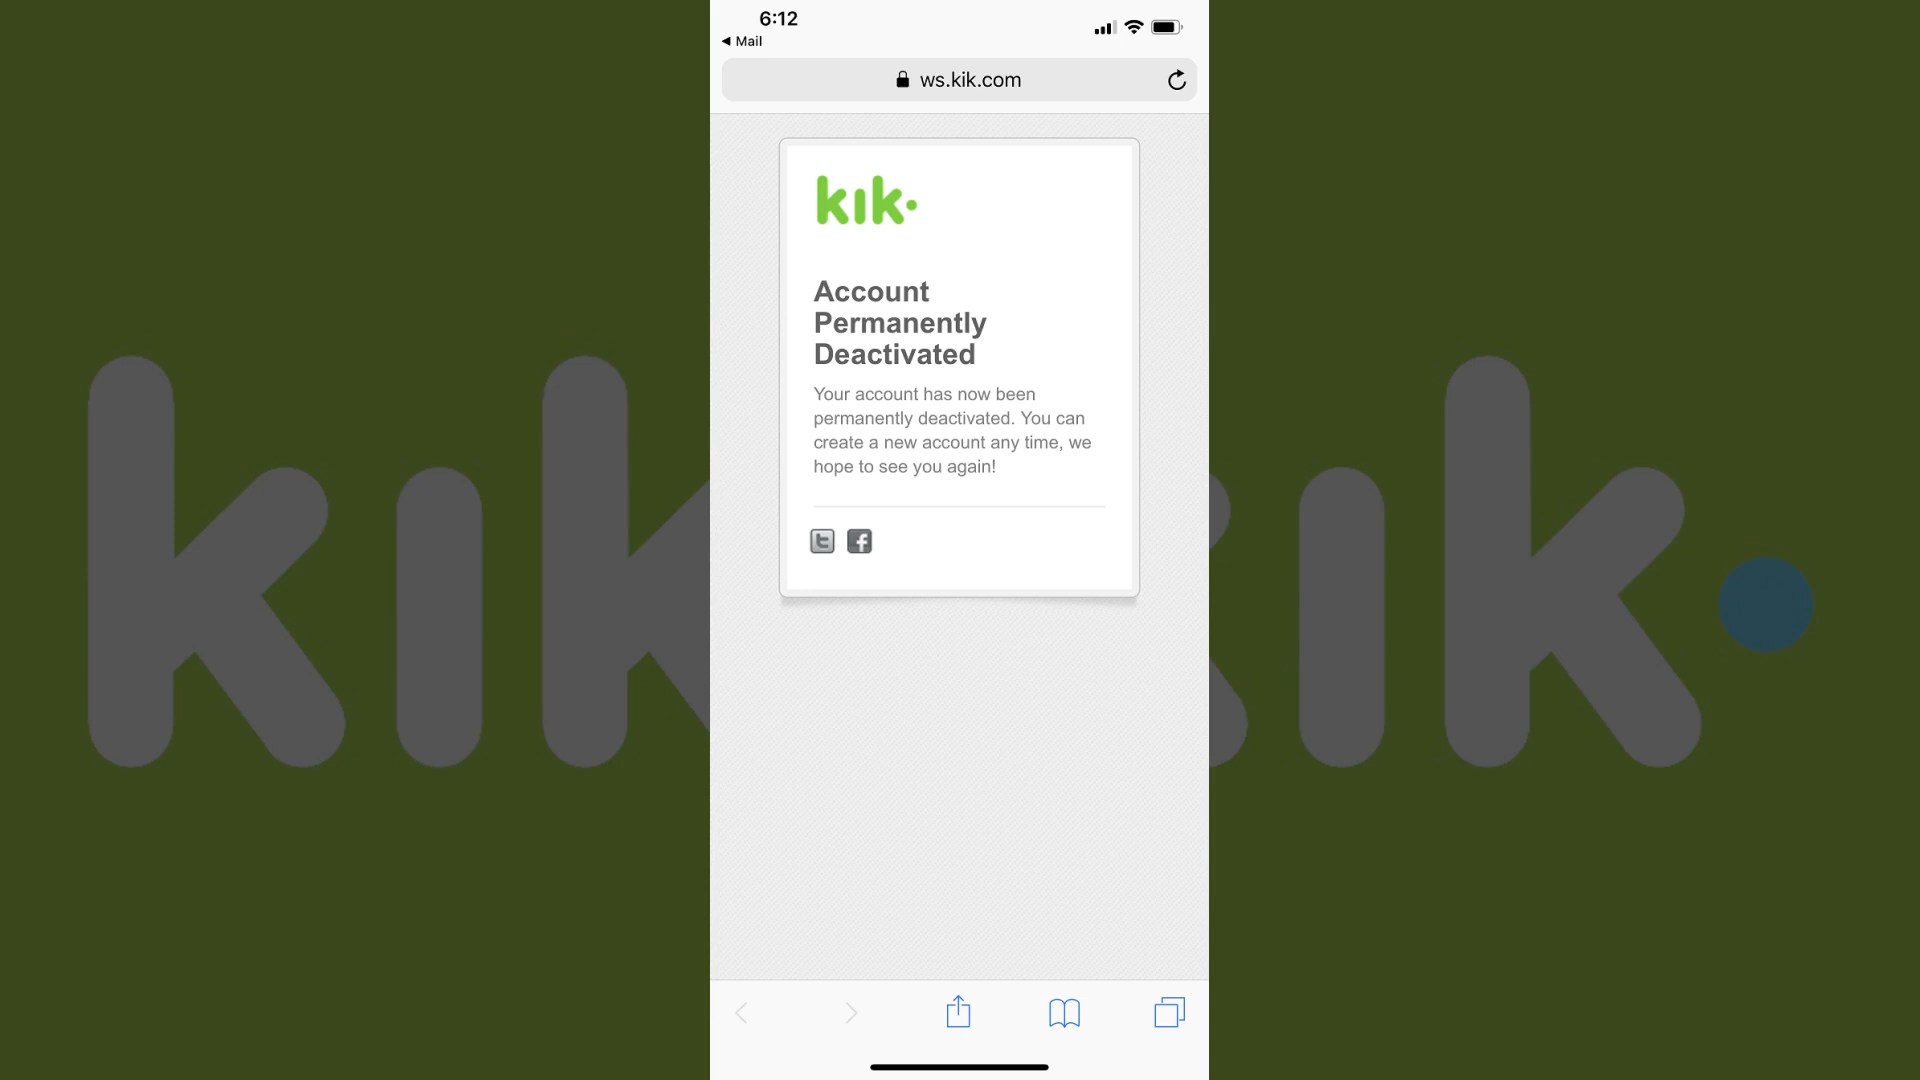 6:12
Mail
ws.kik.com
kik
Account
Permanently
Deactivated
Your account has now been
permanently deactivated. You can
create a new account any time, we
hope to see you again!
kik
kik